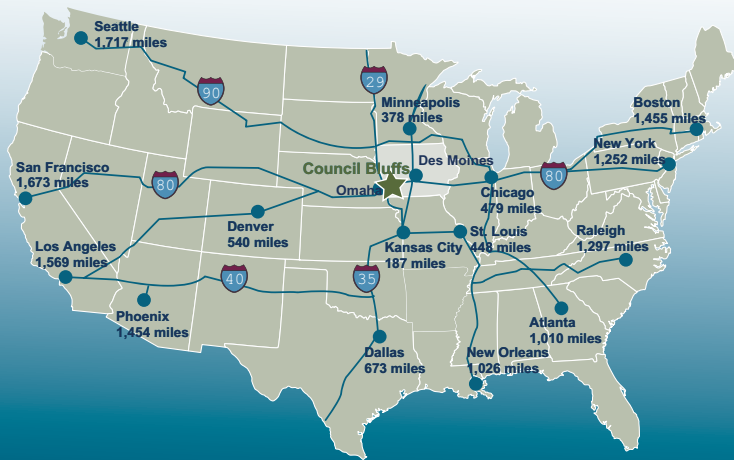 Seattle
1,717 miles
90
29
Minneapolis
378 miles
Boston
1,455 miles
New York
1,252 miles
San Francisco
1,673 miles
80
Council Bluffs
Des Moines
Omaha
80
Chicago
479 miles
Denver
540 miles
Los Angeles
1,569 miles
Kansas City
187 miles
St. Louis
448 miles
Raleigh
1,297 miles
40
35
Phoenix
1,454 miles
Atlanta
1,010 miles
Dallas
673 miles
New Orleans
1,026 miles